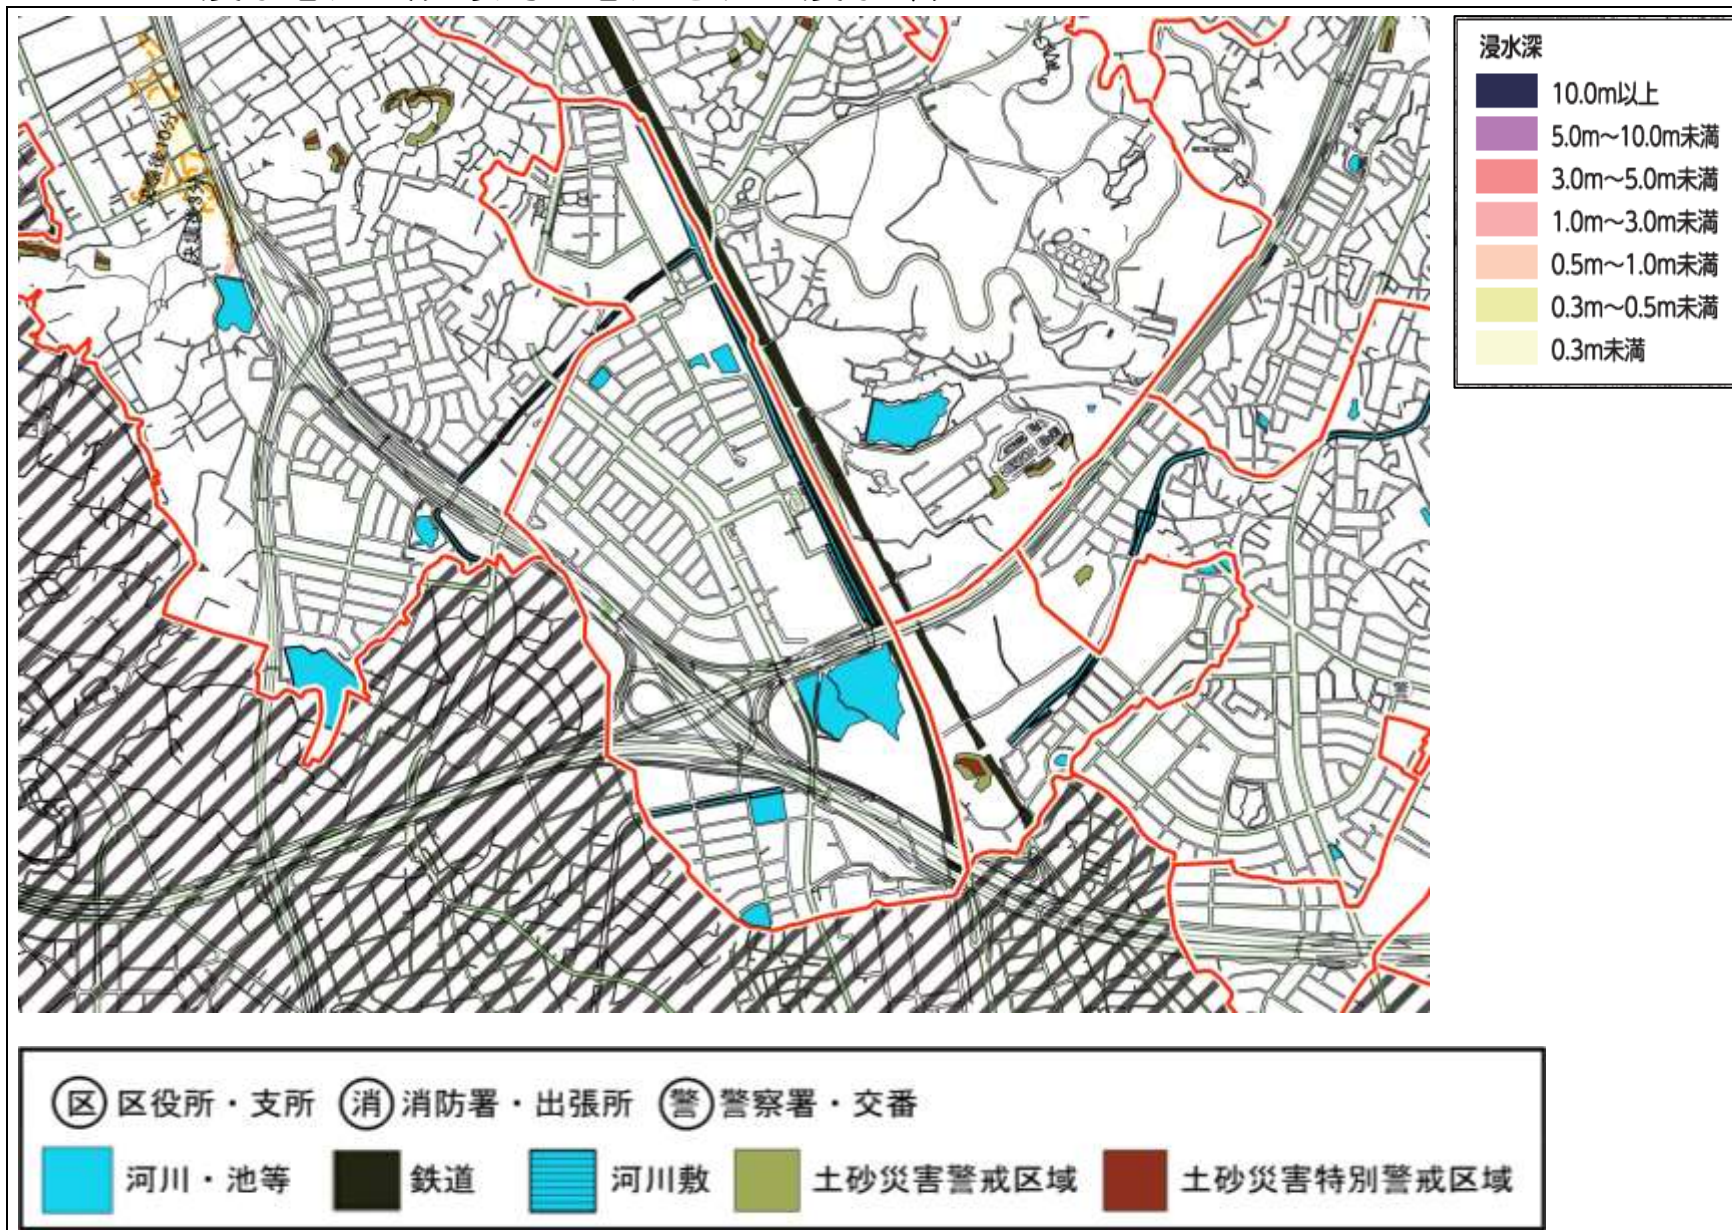 浸水深
10.0m以上
5.0m～10.0m未満
3.0m～5.0m未満
1.0m～3.0m未満
0.5m～1.0m未満
0.3m～0.5m未満
0.3m未満
警
区 区役所・支所 消 消防署・出張所 警 警察署・交番
河川・池等 鉄道 河川敷 土砂災害警戒区域 土砂災害特別警戒区域